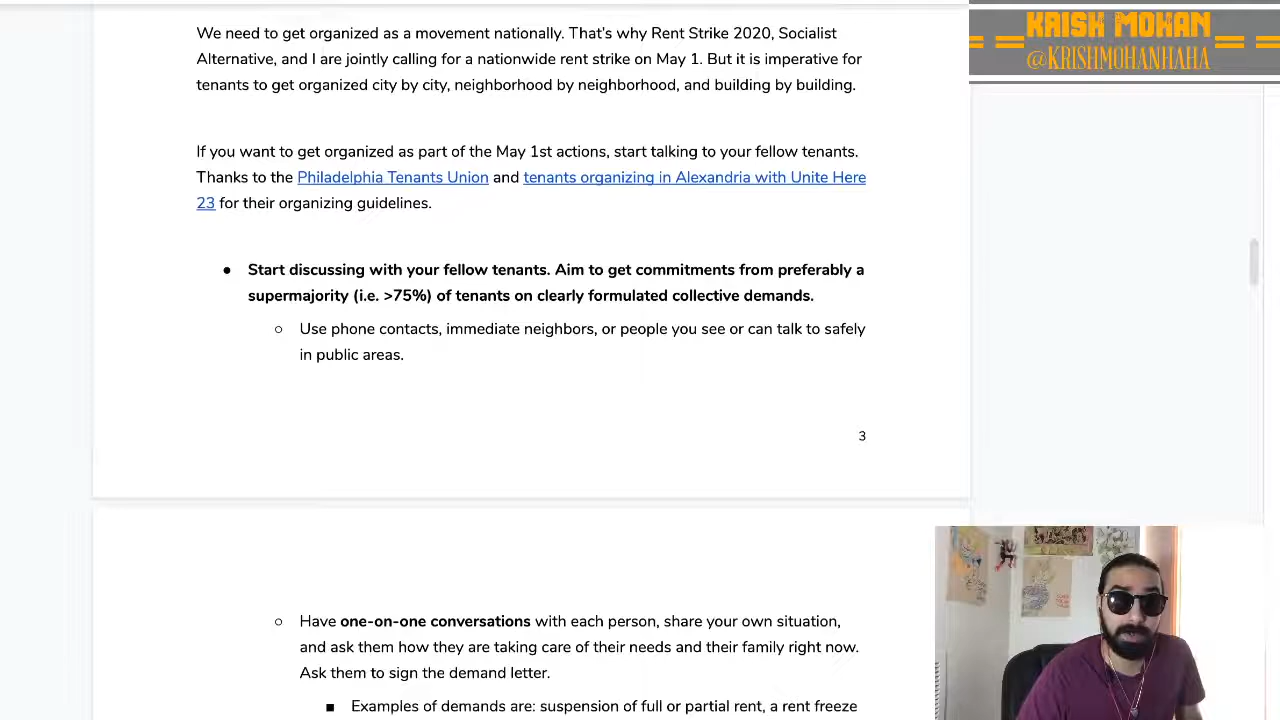 KRISH MOHAN
@KRISHMOHANHAHA
We need to get organized as a movement nationally. That's why Rent Strike 2020, Socialist
Alternative, and I are jointly calling for a nationwide rent strike on May 1. But it is imperative for
tenants to get organized city by city, neighborhood by neighborhood, and building by building.
If you want to get organized as part of the May 1st actions, start talking to your fellow tenants.
Thanks to the Philadelphia Tenants Union and tenants organizing in Alexandria with Unite Here
23 for their organizing guidelines.
● Start discussing with your fellow tenants. Aim to get commitments from preferably a
supermajority (i.e. >75%) of tenants on clearly formulated collective demands.
○ Use phone contacts, immediate neighbors, or people you see or can talk to safely
in public areas.
3
○ Have one-on-one conversations with each person, share your own situation,
and ask them how they are taking care of their needs and their family right now.
Ask them to sign the demand letter.
■ Examples of demands are: suspension of full or partial rent, a rent freeze